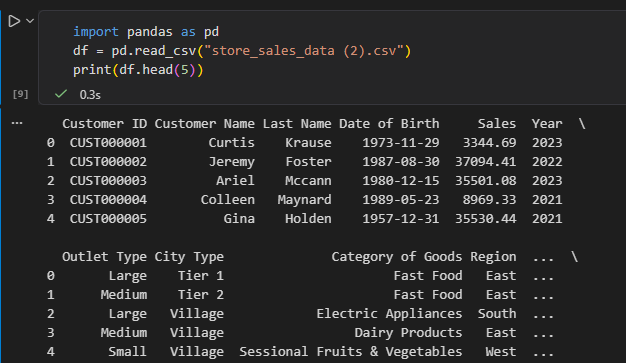 import pandas as pd
df = pd.read_csv("store_sales_data (2).csv")
print(df.head(5))
[9] 0.3s
... Customer ID Customer Name Last Name Date of Birth Sales Year \
0 CUST000001 Curtis Krause 1973-11-29 3344.69 2023
1 CUST000002 Jeremy Foster 1987-08-30 37094.41 2022
2 CUST000003 Ariel Mccann 1980-12-15 35501.08 2023
3 CUST000004 Colleen Maynard 1989-05-23 8969.33 2021
4 CUST000005 Gina Holden 1957-12-31 35530.44 2021
Outlet Type City Type Category of Goods Region ... \
0 Large Tier 1 Fast Food East ...
1 Medium Tier 2 Fast Food East ...
2 Large Village Electric Appliances South ...
3 Medium Village Dairy Products East ...
4 Small Village Sessional Fruits & Vegetables West ...